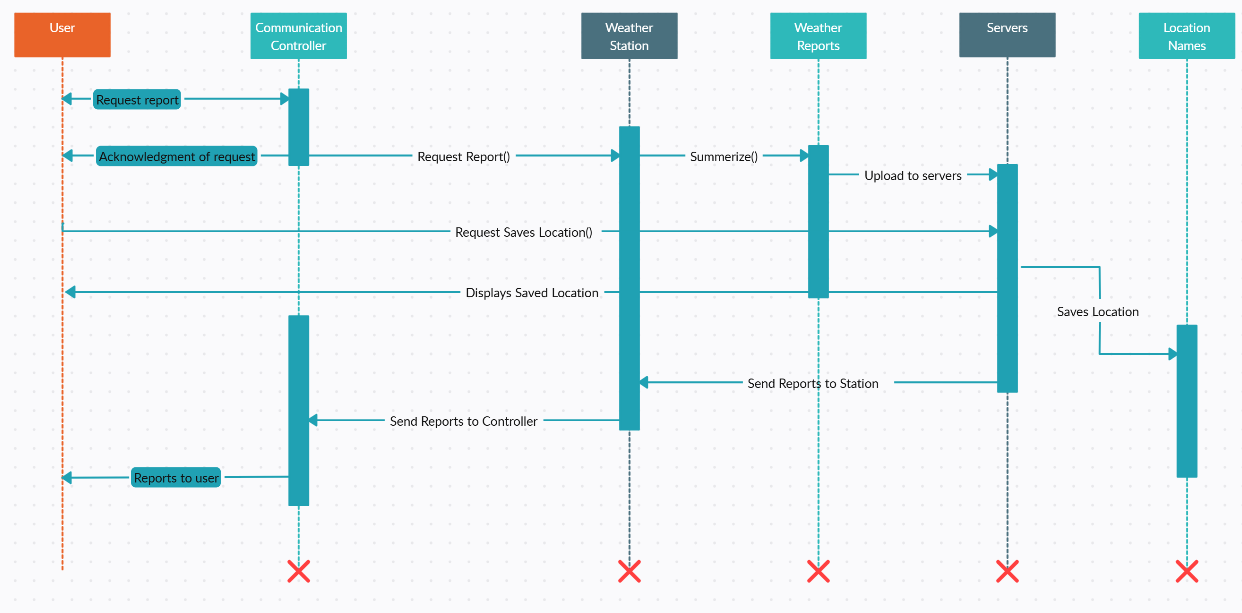 User
Communication
Controller
Weather
Station
Weather
Reports
Servers
Location
Names
Request report
Acknowledgment of request
Request Report()
Summerize()
Upload to servers
Request Saves Location()
Displays Saved Location
Saves Location
Send Reports to Station
Send Reports to Controller
Reports to user